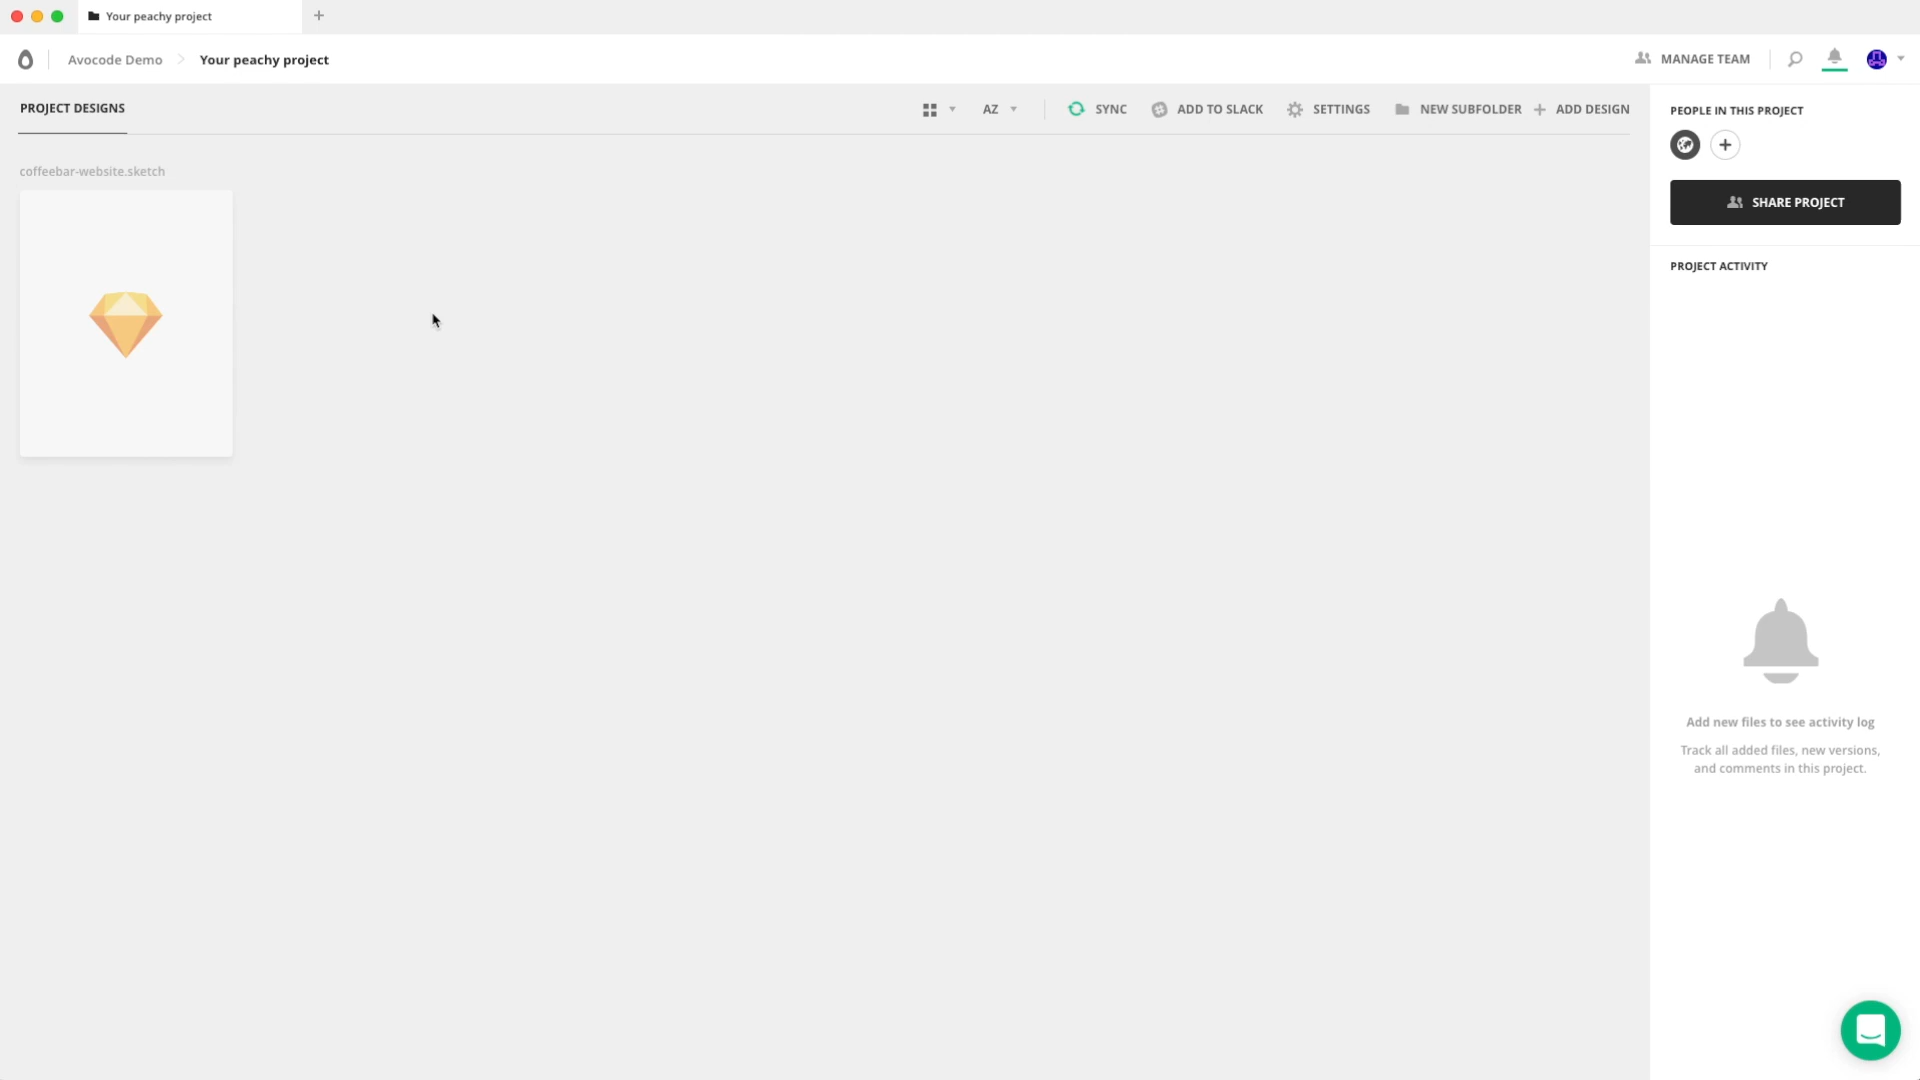 Your peachy project
Avocode Demo
Your peachy project
MANAGE TEAM
PROJECT DESIGNS
AZ
SYNC
ADD TO SLACK
SETTINGS
NEW SUBFOLDER
ADD DESIGN
coffeebar-website.sketch
PEOPLE IN THIS PROJECT
SHARE PROJECT
PROJECT ACTIVITY
Add new files to see activity log
Track all added files, new versions,
and comments in this project.